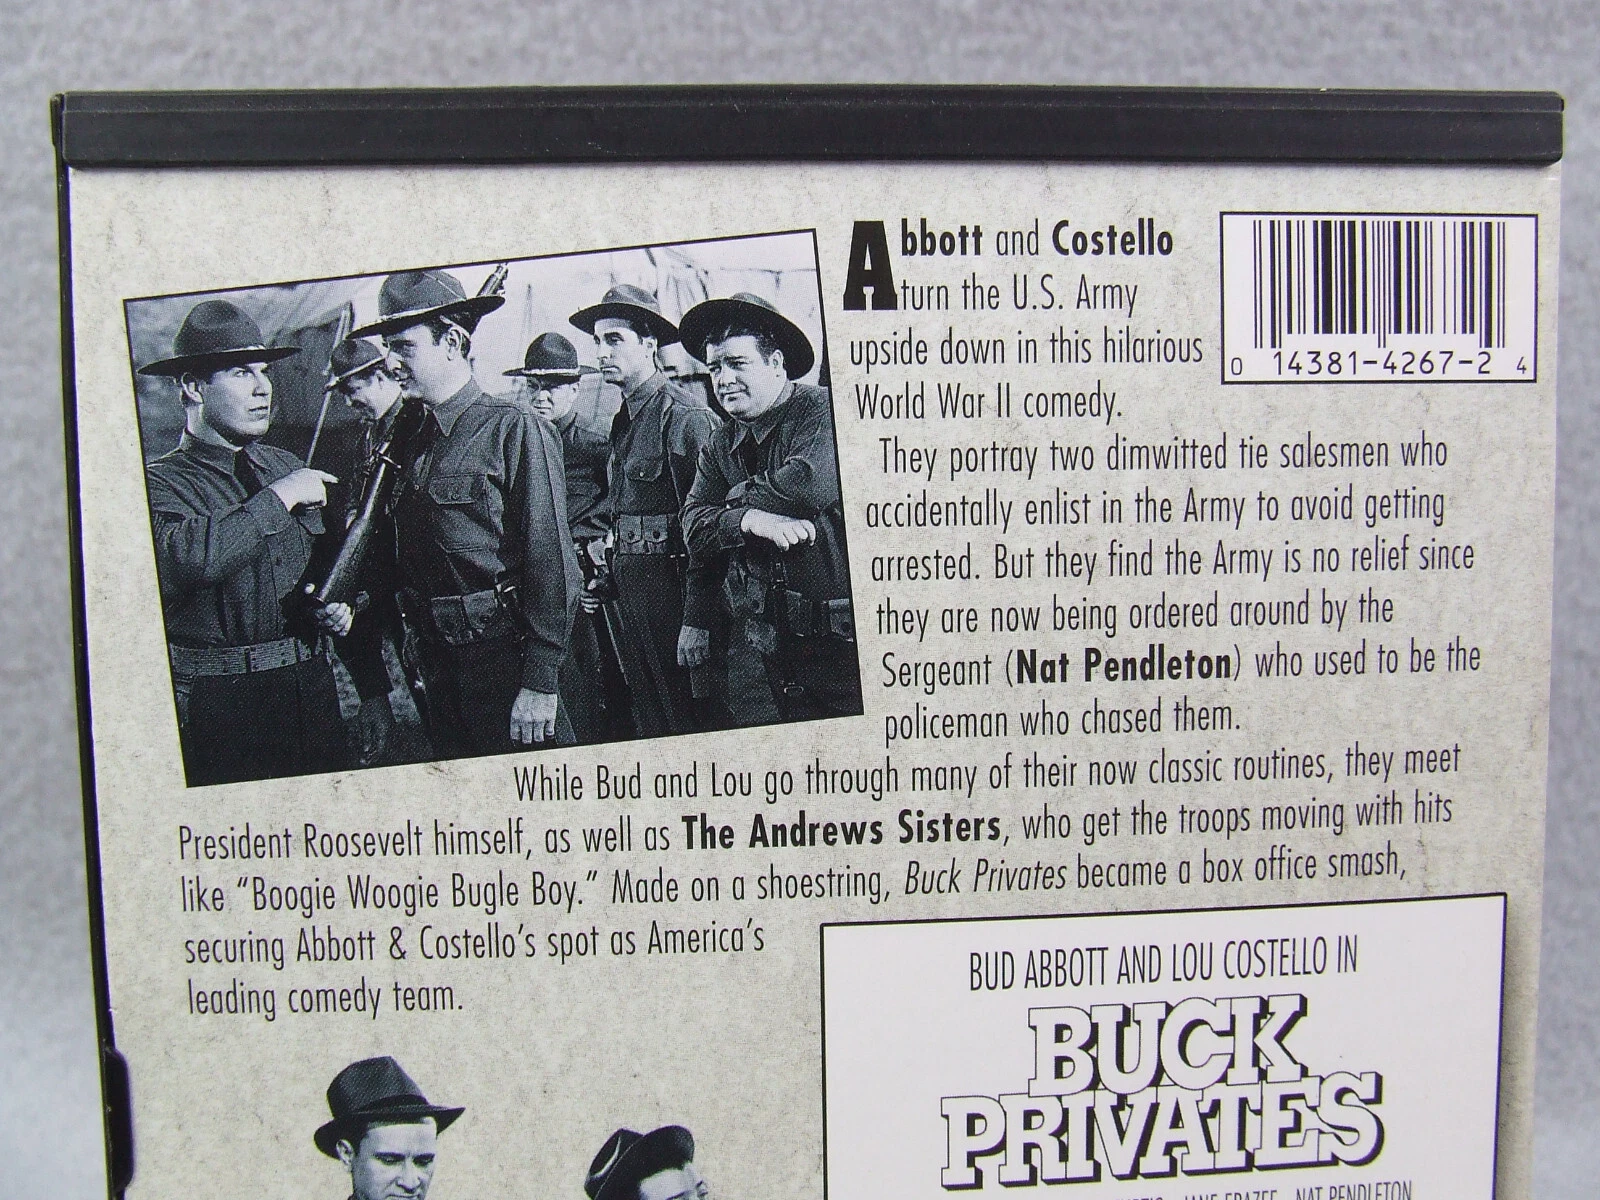 Abbott and Costello
turn the U.S. Army
upside down in this hilarious
World War II comedy.
They portray two dimwitted tie salesmen who
accidentally enlist in the Army to avoid getting
arrested. But they find the Army is no relief since
they are now being ordered around by the
Sergeant (Nat Pendleton) who used to be the
policeman who chased them.
While Bud and Lou go through many of their now classic routines, they meet
President Roosevelt himself, as well as The Andrews Sisters, who get the troops moving with hits
like “Boogie Woogie Bugle Boy.” Made on a shoestring, Buck Privates became a box office smash,
securing Abbott & Costello’s spot as America’s
leading comedy team.
0 14381-4267-2 4
BUD ABBOTT AND LOU COSTELLO IN
BUCK
PRIVATES
JANE FRAZEE NAT PENDLETON